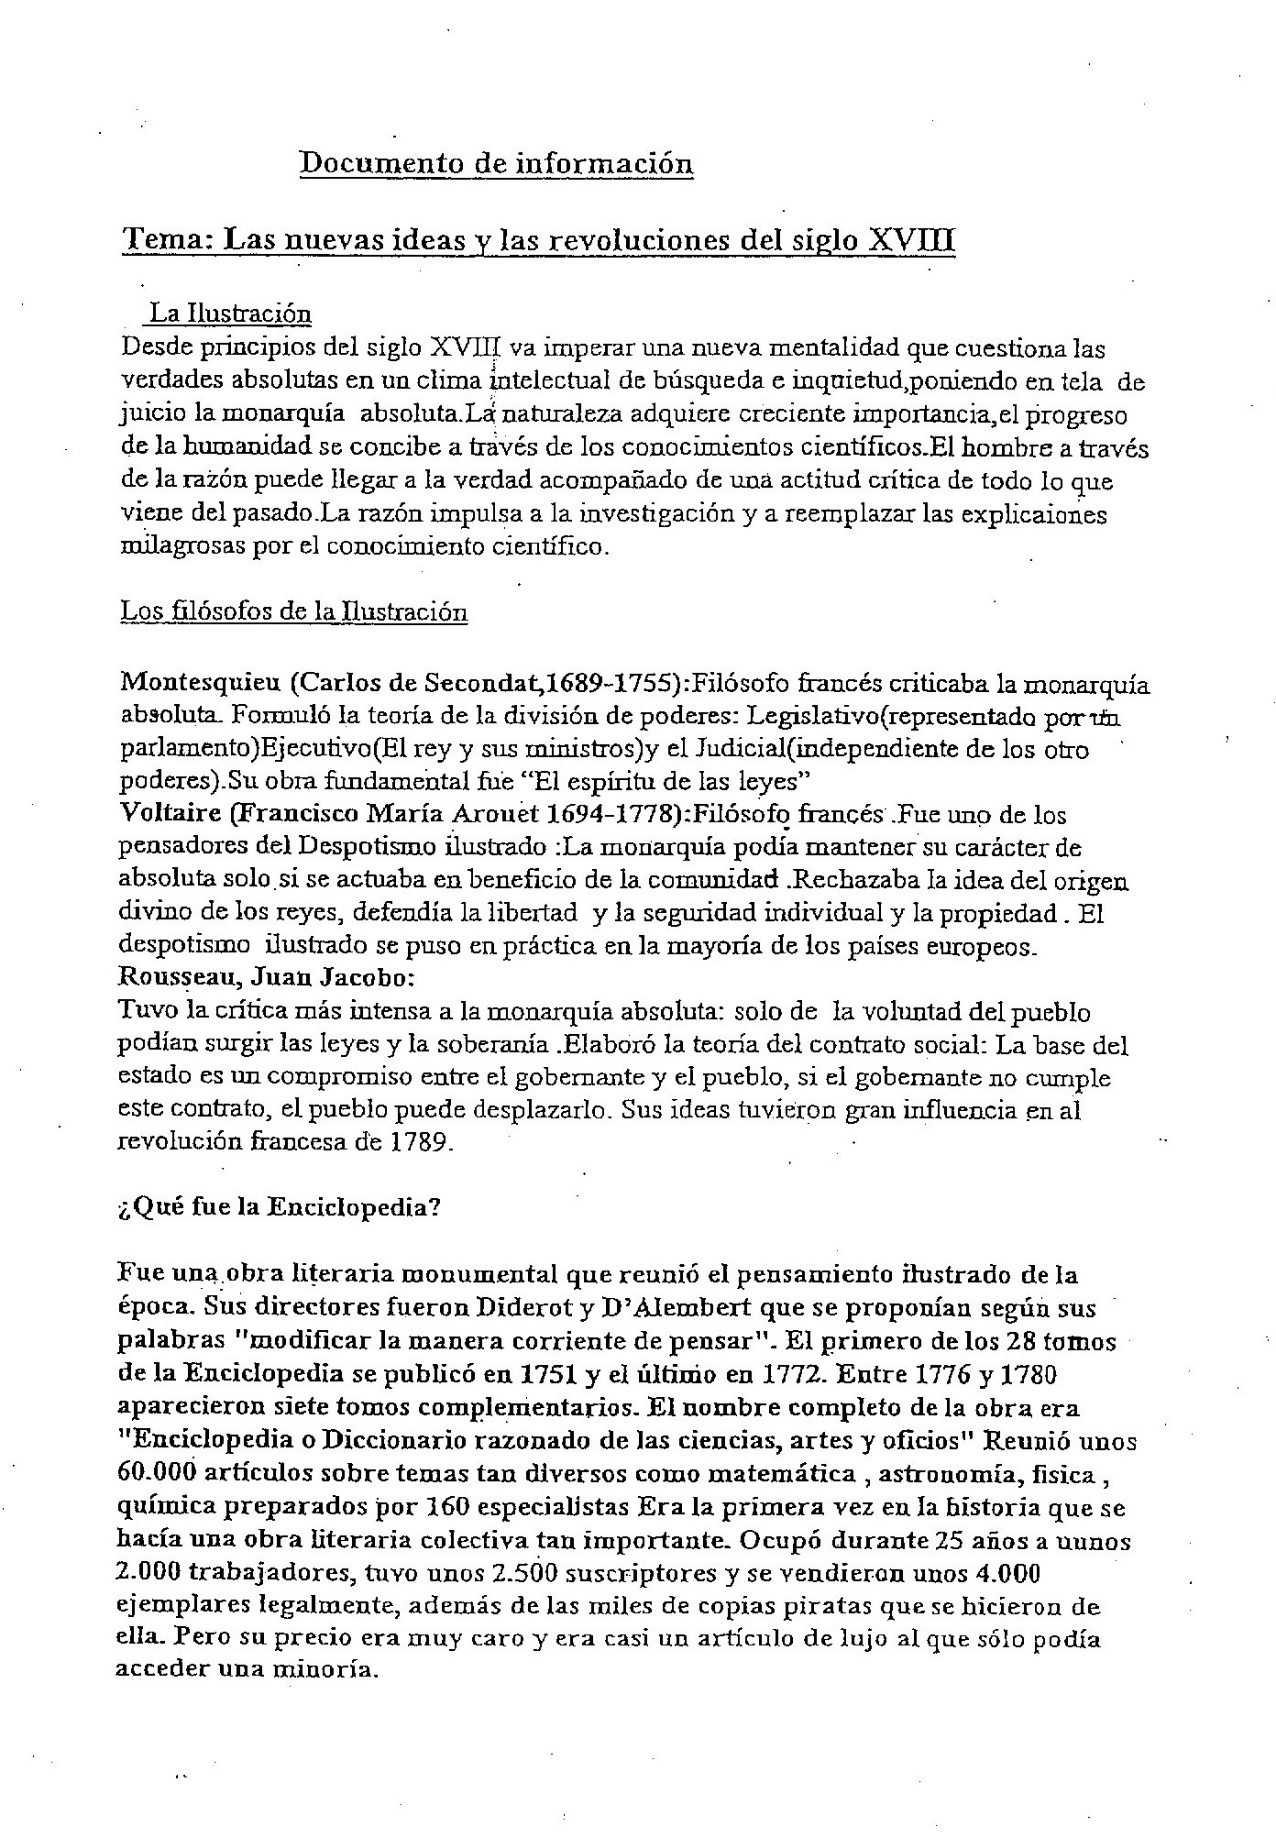 Documento de información
Tema: Las nuevas ideas y las revoluciones del siglo XVIII
La Ilustración
Desde principios del siglo XVIII va imperar una nueva mentalidad que cuestiona las
verdades absolutas en un clima intelectual de búsqueda e inquietud,poniendo en tela de
juicio la monarquía absoluta.La naturaleza adquiere creciente importancia,el progreso
de la humanidad se concibe a través de los conocimientos científicos.El hombre a través
de la razón puede llegar a la verdad acompañado de una actitud crítica de todo lo que
viene del pasado.La razón impulsa a la investigación y a reemplazar las explicaiones
milagrosas por el conocimiento científico.
Los filósofos de la Ilustración
Montesquieu (Carlos de Secondat,1689-1755):Filósofo francés criticaba la monarquía
absoluta. Formuló la teoría de la división de poderes: Legislativo(representado por un
parlamento)Ejecutivo(El rey y sus ministros)y el Judicial(independiente de los otro
poderes).Su obra fundamental fue “El espíritu de las leyes”
Voltaire (Francisco María Arouet 1694-1778):Filósofo francés .Fue uno de los
pensadores del Despotismo ilustrado :La monarquía podía mantener su carácter de
absoluta solo si se actuaba en beneficio de la comunidad .Rechazaba la idea del origen
divino de los reyes, defendía la libertad y la seguridad individual y la propiedad . El
despotismo ilustrado se puso en práctica en la mayoría de los países europeos.
Rousseau, Juan Jacobo:
Tuvo la crítica más intensa a la monarquía absoluta: solo de la voluntad del pueblo
podían surgir las leyes y la soberanía .Elaboró la teoría del contrato social: La base del
estado es un compromiso entre el gobernante y el pueblo, si el gobernante no cumple
este contrato, el pueblo puede desplazarlo. Sus ideas tuvieron gran influencia en al
revolución francesa de 1789.
¿Qué fue la Enciclopedia?
Fue una obra literaria monumental que reunió el pensamiento ilustrado de la
época. Sus directores fueron Diderot y D’Alembert que se proponían según sus
palabras "modificar la manera corriente de pensar". El primero de los 28 tomos
de la Enciclopedia se publicó en 1751 y el último en 1772. Entre 1776 y 1780
aparecieron siete tomos complementarios. El nombre completo de la obra era
"Enciclopedia o Diccionario razonado de las ciencias, artes y oficios" Reunió unos
60.000 artículos sobre temas tan diversos como matemática , astronomía, fisica ,
química preparados por 160 especialistas Era la primera vez en la historia que se
hacía una obra literaria colectiva tan importante. Ocupó durante 25 años a uunos
2.000 trabajadores, tuvo unos 2.500 suscriptores y se vendieron unos 4.000
ejemplares legalmente, además de las miles de copias piratas que se hicieron de
ella. Pero su precio era muy caro y era casi un artículo de lujo al que sólo podía
acceder una minoría.